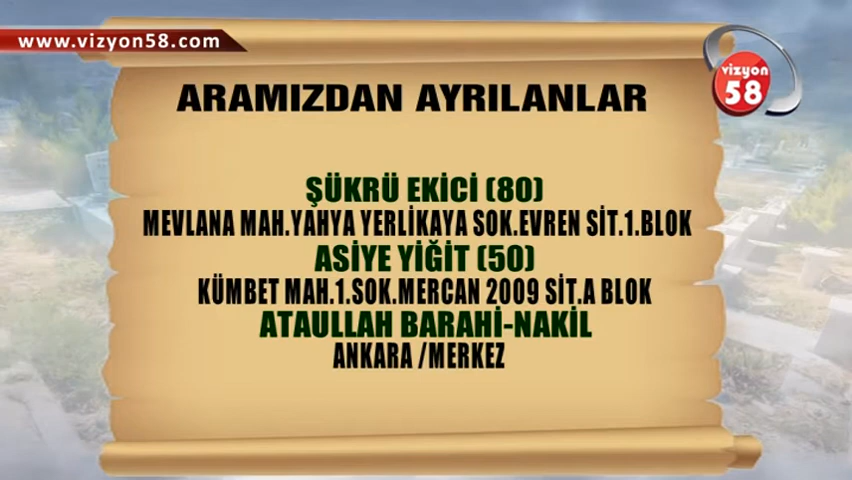 www.vizyon58.com
vizyon
58
ARAMIZDAN AYRILANLAR
ŞÜKRÜ EKİCİ (80)
MEVLANA MAH.YAHYA YERLİKAYA SOK.EVREN SİT.1.BLOK
ASİYE YİĞİT (50)
KÜMBET MAH.1.SOK.MERCAN 2009 SİT.A BLOK
ATAULLAH BARAHİ-NAKİL
ANKARA /MERKEZ